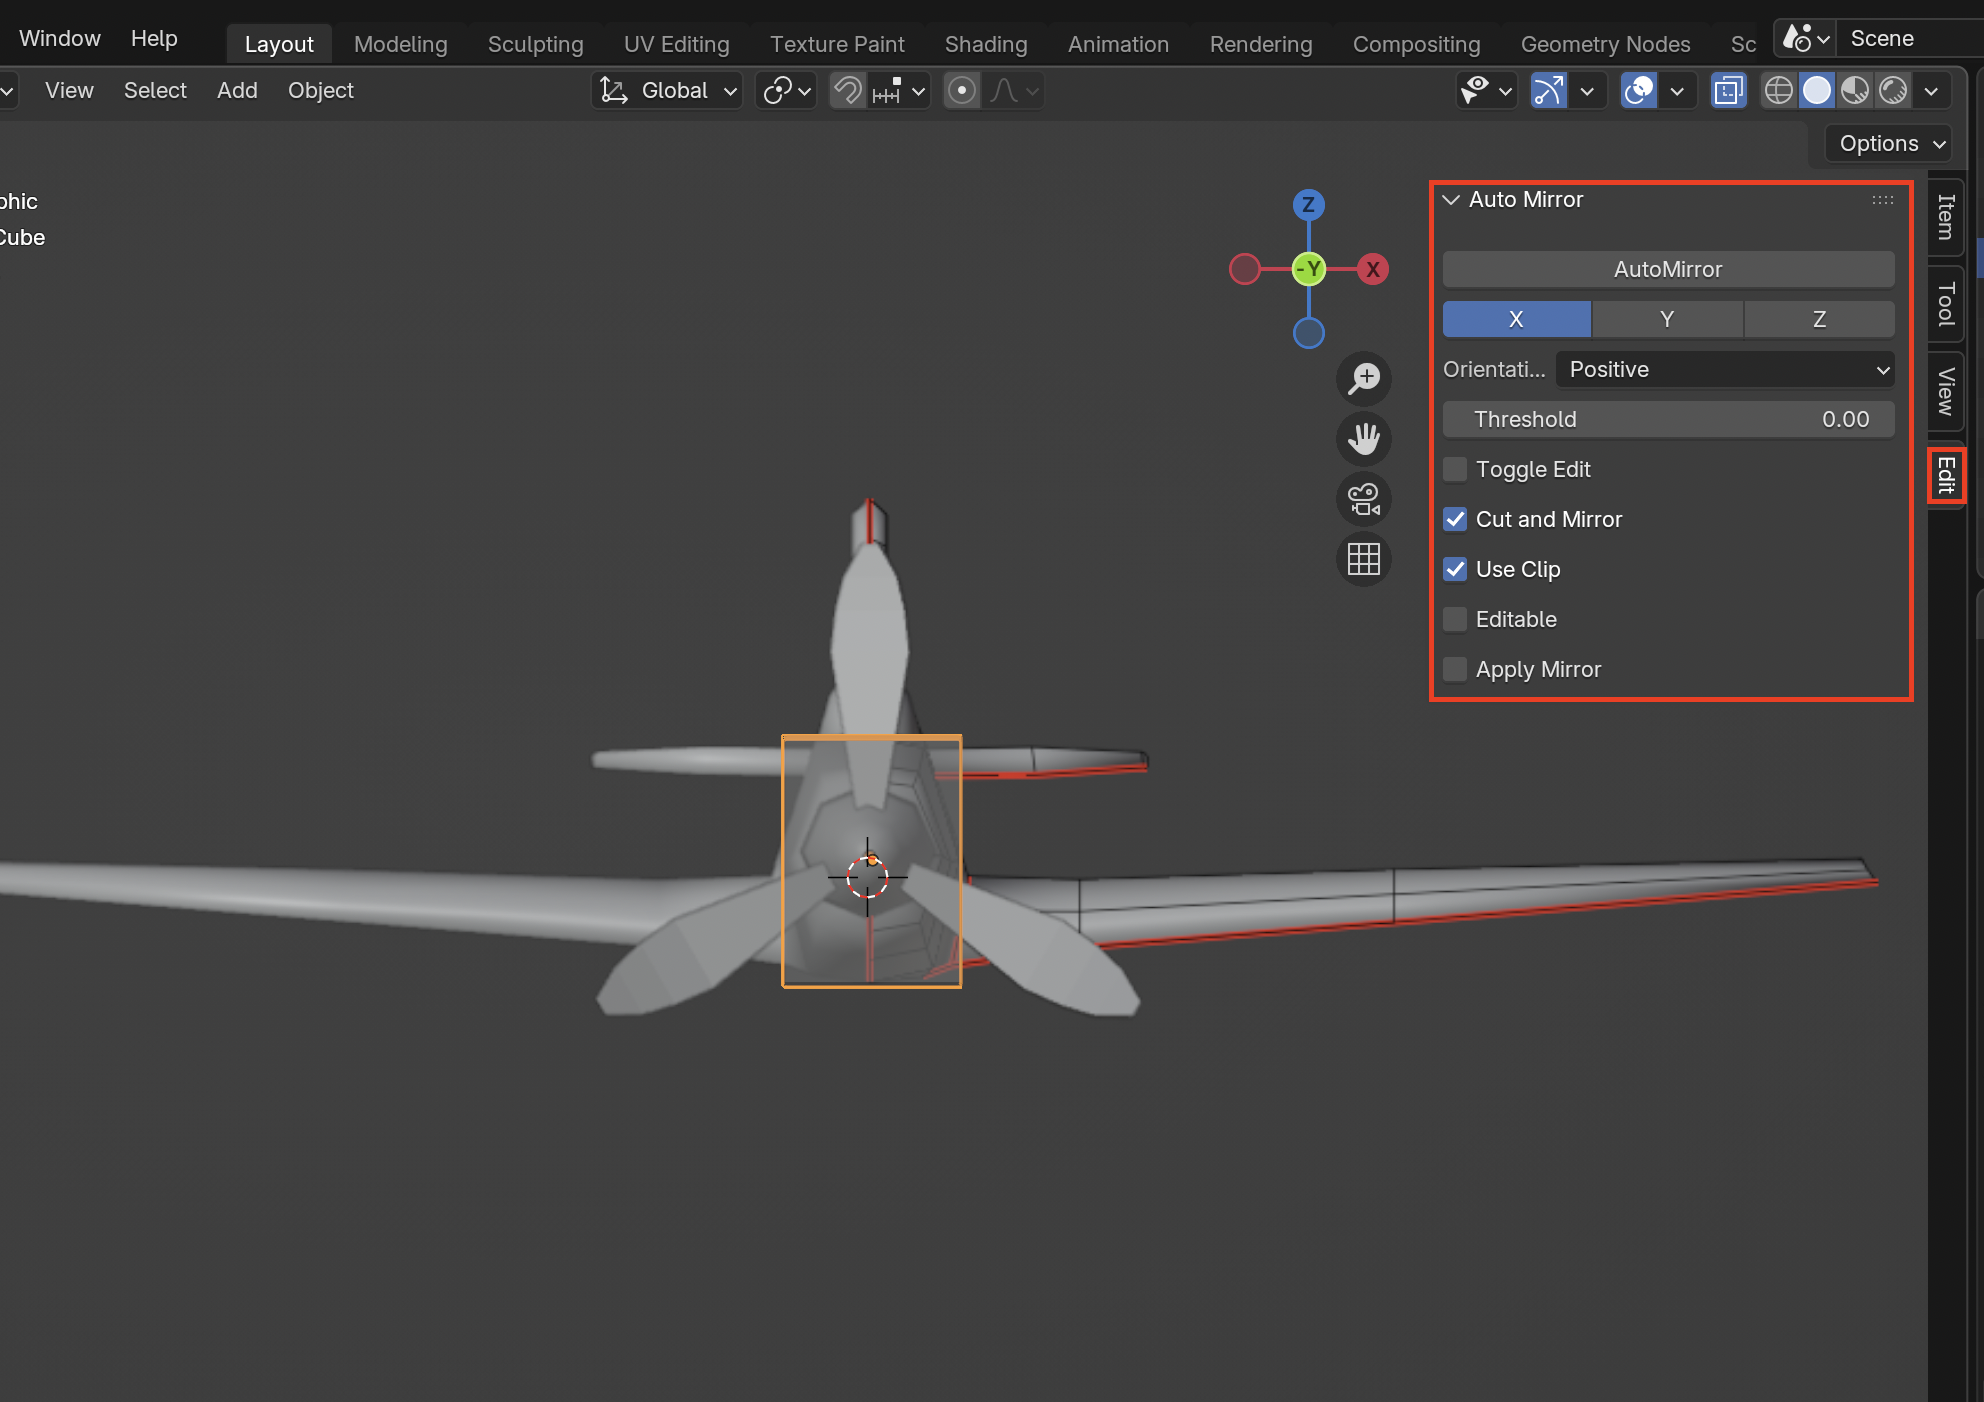 Window Help Layout Modeling Sculpting UV Editing Texture Paint Shading Animation Rendering Compositing Geometry Nodes Sc Scene
View Select Add Object Global
Options
phic
Cube
Z
-Y X
Auto Mirror
AutoMirror
X Y Z
Orientati... Positive
Threshold 0.00
Toggle Edit
Cut and Mirror
Use Clip
Editable
Apply Mirror
Item
Tool
View
Edit